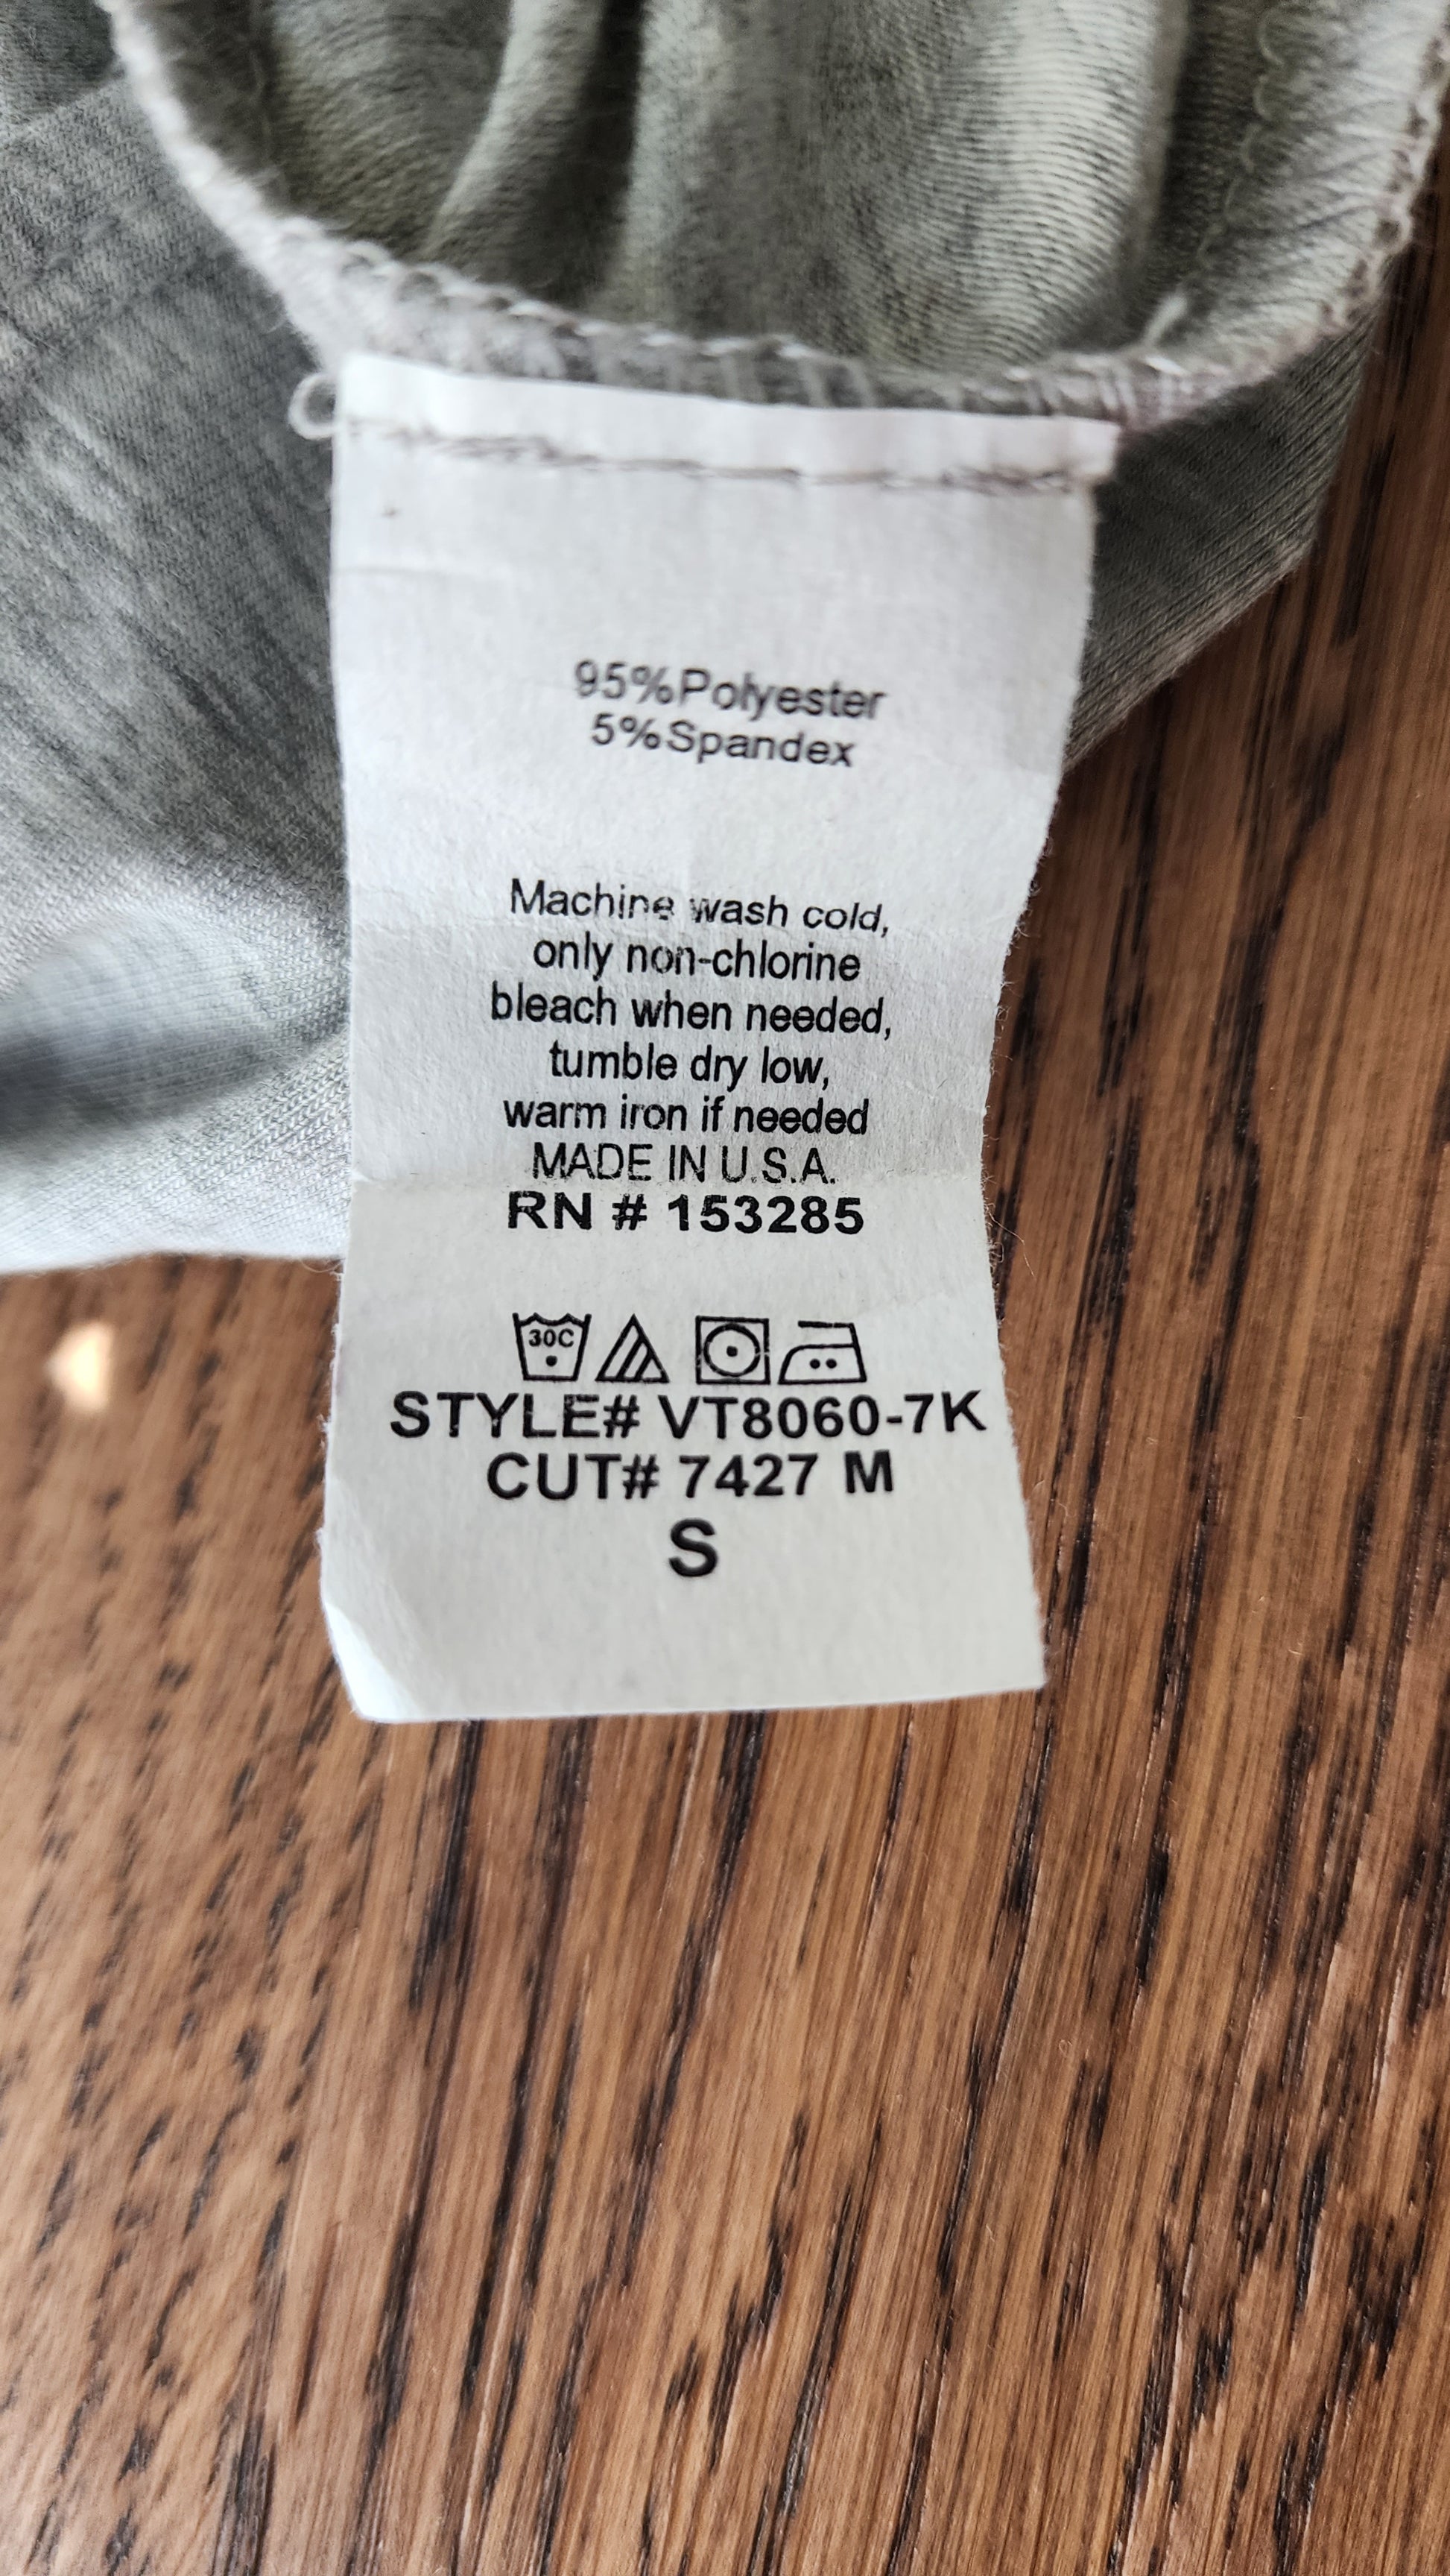 95%Polyester
5%Spandex
Machine wash cold,
only non-chlorine
bleach when needed,
tumble dry low,
warm iron if needed
MADE IN U.S.A.
RN # 153285
30C
STYLE# VT8060-7K
CUT# 7427 M
S